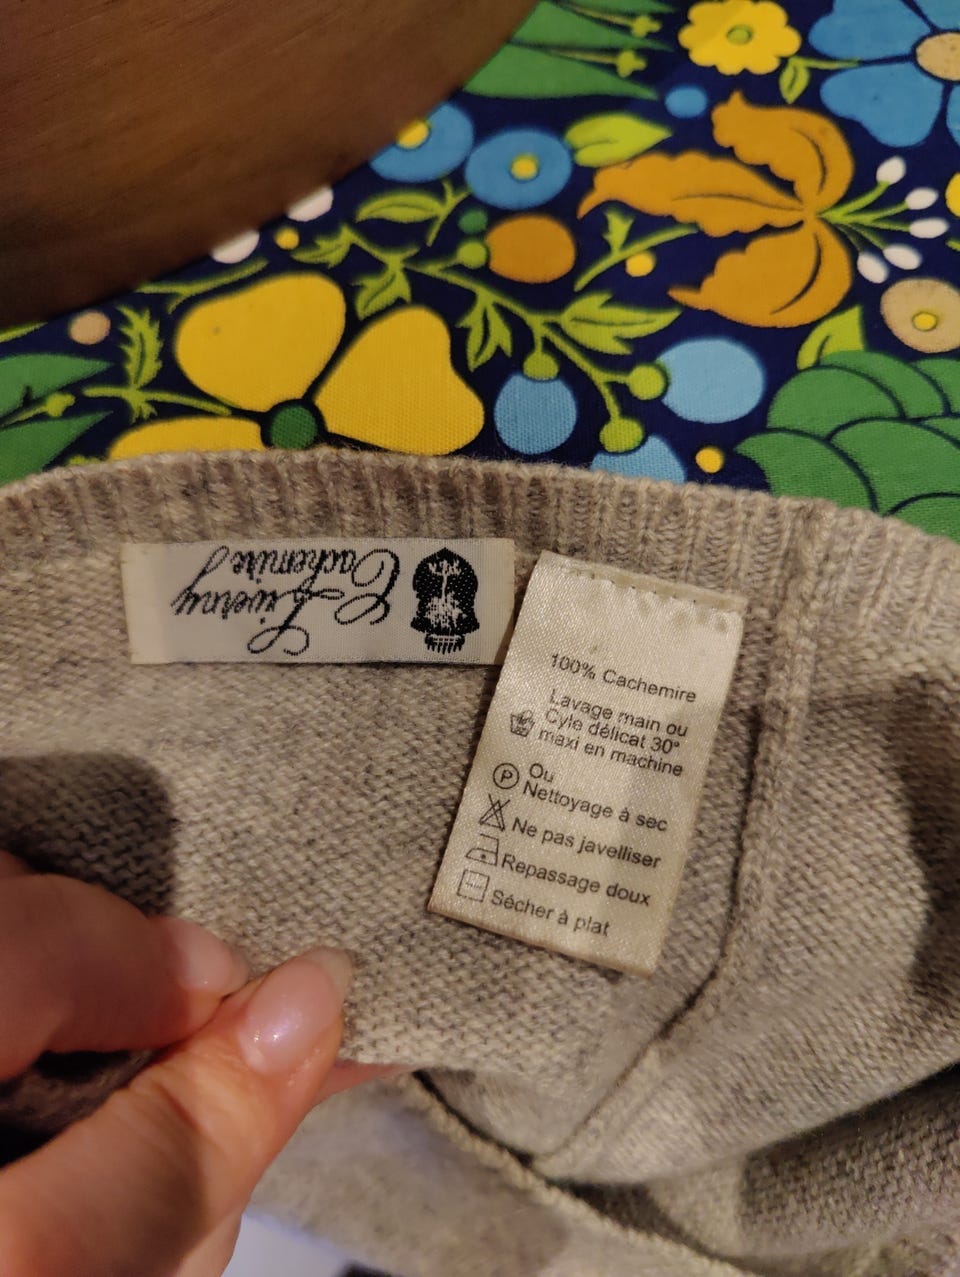 Liverny
Cachemire
100% Cachemire
Lavage main ou
Cyle délicat 30°
maxi en machine
P
Ou
Nettoyage à sec
Ne pas javelliser
Repassage doux
Sécher à plat